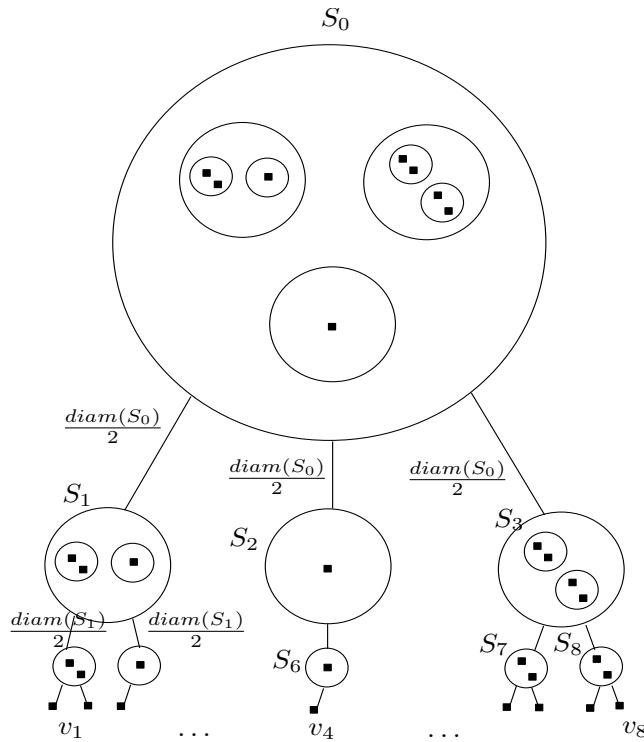 S_0
diam(S_0)/2
diam(S_0)/2
diam(S_0)/2
S_1
S_2
S_3
diam(S_1)/2
diam(S_1)/2
S_6
S_7
S_8
v_1
...
v_4
...
v_8